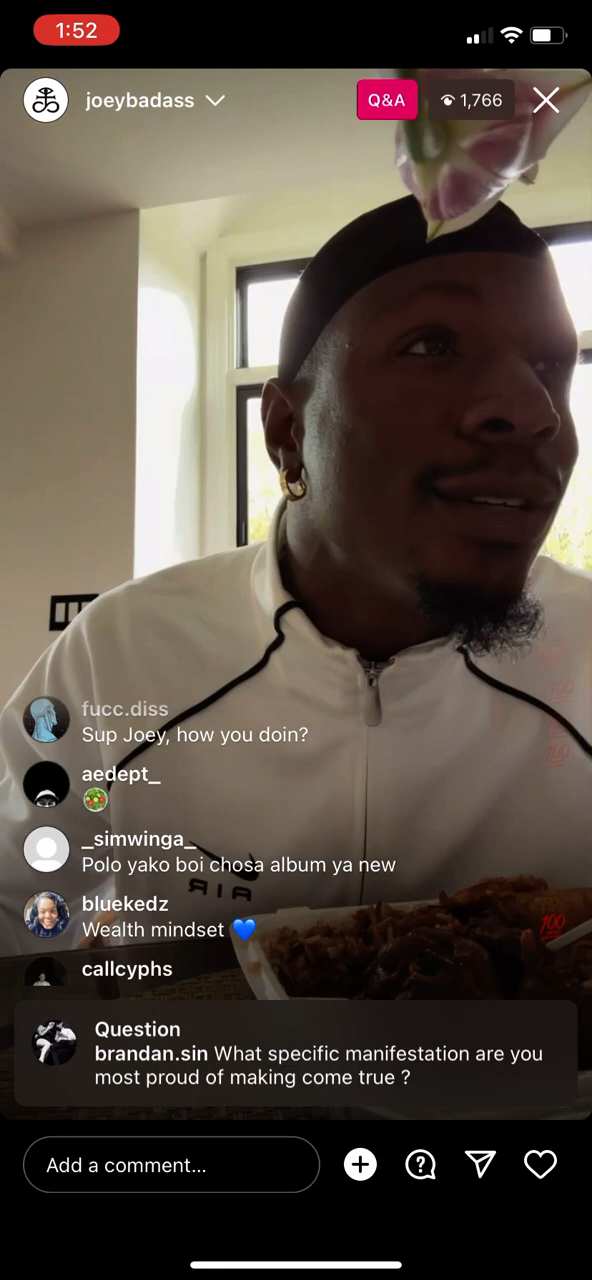 1:52
joeybadass
Q&A
1,766
fucc.diss
Sup Joey, how you doin?
aedept_
_simwinga_
Polo yako boi chosa album ya new
AIR
bluekedz
Wealth mindset 💙
100
callcyphs
Question
brandan.sin What specific manifestation are you
most proud of making come true ?
Add a comment...